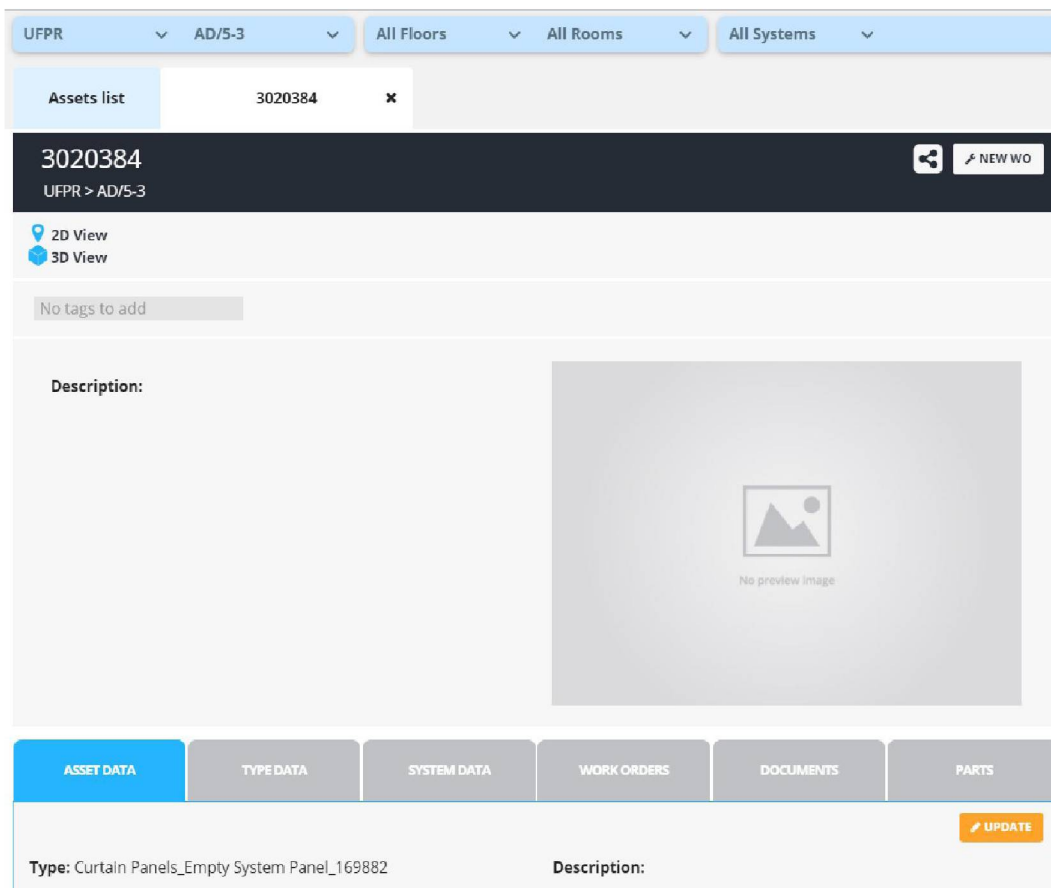 UFPR AD/5-3 All Floors All Rooms All Systems
Assets list 3020384
3020384
NEW WO
UFPR > AD/5-3
2D View
3D View
No tags to add
Description:
No preview image
ASSET DATA TYPE DATA SYSTEM DATA WORK ORDERS DOCUMENTS PARTS
UPDATE
Type: Curtain Panels_Empty System Panel_169882 Description: